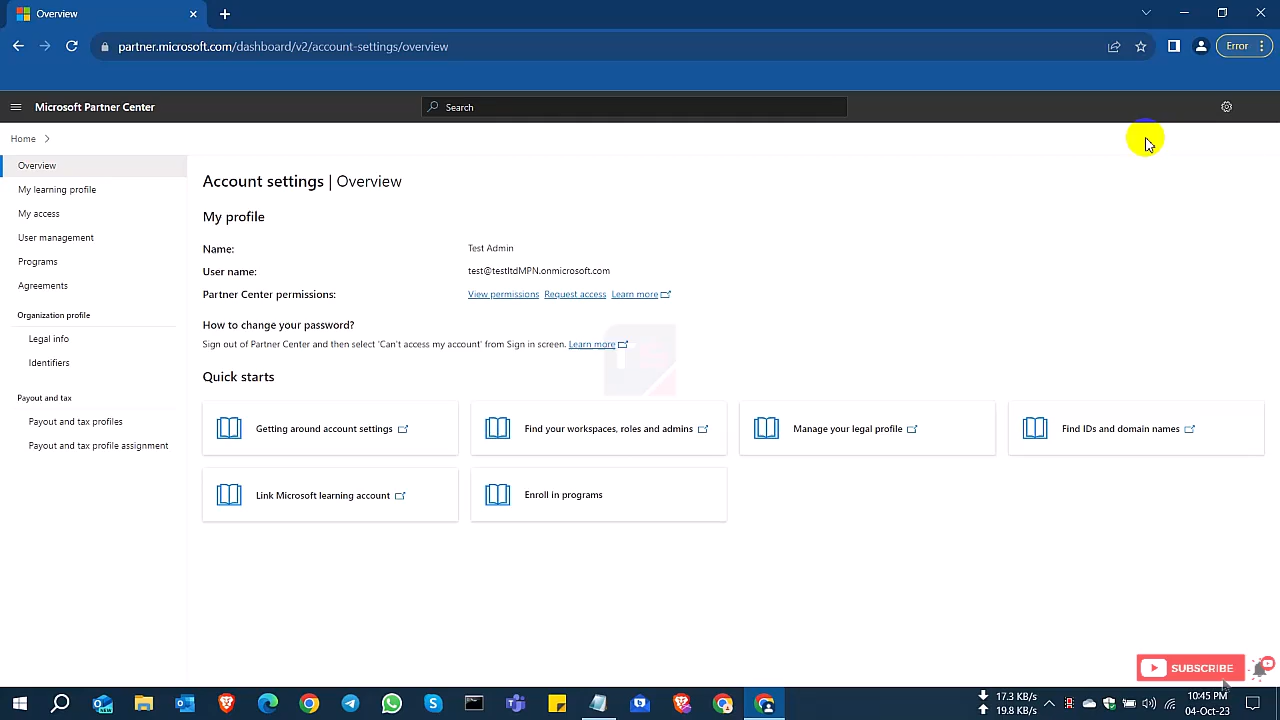 Overview
partner.microsoft.com/dashboard/v2/account-settings/overview
Error
Microsoft Partner Center
Search
Home
Overview
My learning profile
My access
User management
Programs
Agreements
Organization profile
Legal info
Identifiers
Payout and tax
Payout and tax profiles
Payout and tax profile assignment
Account settings | Overview
My profile
Name: Test Admin
User name: test@testltdMPN.onmicrosoft.com
Partner Center permissions: View permissions Request access Learn more
How to change your password?
Sign out of Partner Center and then select 'Can't access my account' from Sign in screen. Learn more
Quick starts
Getting around account settings
Find your workspaces, roles and admins
Manage your legal profile
Find IDs and domain names
Link Microsoft learning account
Enroll in programs
SUBSCRIBE
17.3 KB/s
19.8 KB/s
10:45 PM
04-Oct-23